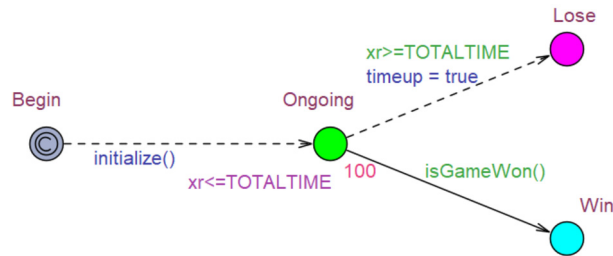 Lose
xr>=TOTALTIME
timeup = true
Begin
Ongoing
C
initialize()
xr<=TOTALTIME
100
isGameWon()
Win